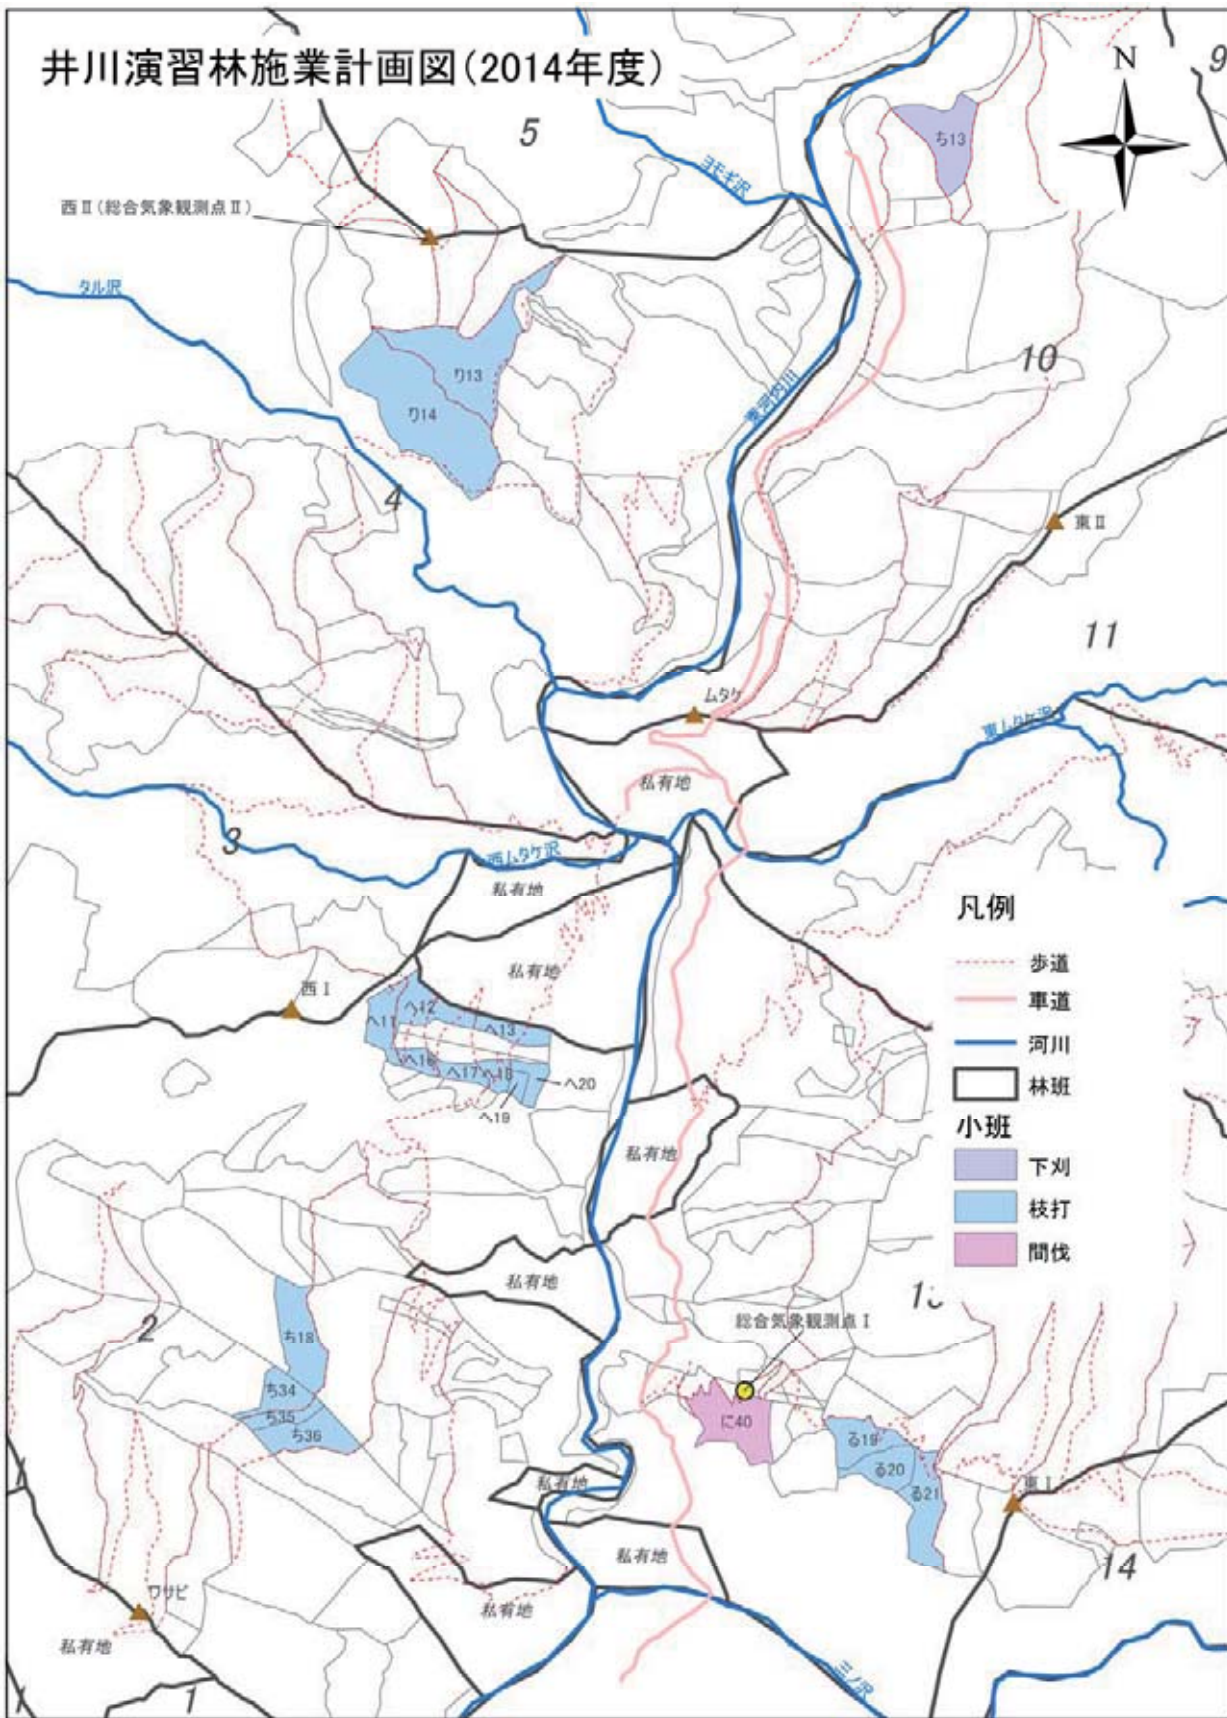 井川演習林施業計画図(2014年度)
N
9
5
ち13
ヨモギ沢
西Ⅱ(総合気象観測点Ⅱ)
タル沢
10
り13
り14
東河内川
4
東Ⅱ
11
ムタケ
東ムタケ沢
私有地
3
西ムタケ沢
私有地
凡例
私有地
歩道
西Ⅰ
車道
へ12
へ11
へ13
河川
へ16
へ17
へ18
へ20
林班
へ19
小班
私有地
下刈
枝打
間伐
私有地
2
ち18
総合気象観測点Ⅰ
ち34
ち35
ち36
に40
る19
る20
る21
1
私有地
東Ⅰ
私有地
14
ワサビ
私有地
私有地
三ノ沢
1
1